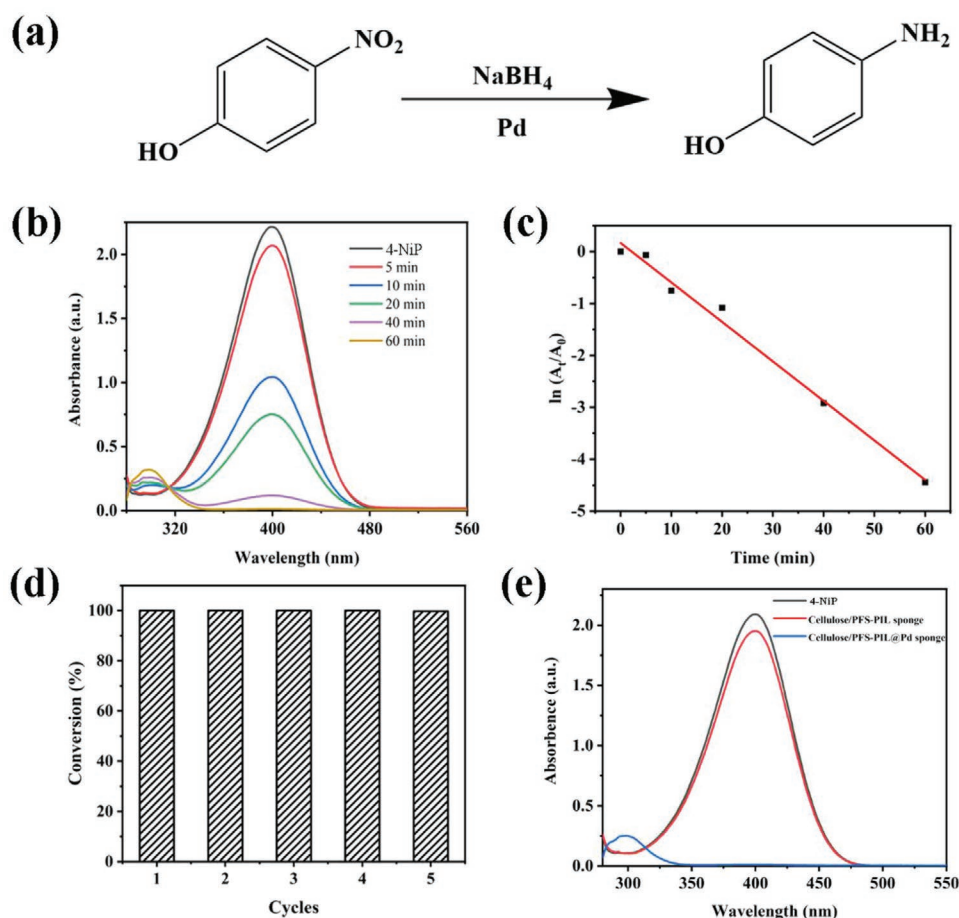 (a)
NO₂
HO
NaBH₄
Pd
NH₂
HO
(b)
2.0
1.5
1.0
0.5
0.0
Absorbance (a.u.)
4-NiP
5 min
10 min
20 min
40 min
60 min
320
400
480
560
Wavelength (nm)
(c)
0
-1
-2
-3
-4
-5
ln (Aₜ/A₀)
0
10
20
30
40
50
60
Time (min)
(d)
100
80
60
40
20
0
Conversion (%)
1
2
3
4
5
Cycles
(e)
2.0
1.5
1.0
0.5
0.0
Absorbence (a.u.)
4-NiP
Cellulose/PFS-PIL sponge
Cellulose/PFS-PIL@Pd sponge
300
350
400
450
500
550
Wavelength (nm)